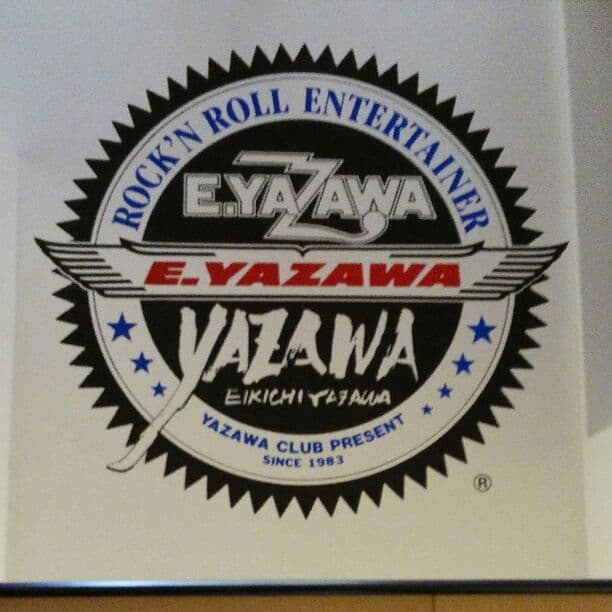 ROCK'N ROLL ENTERTAINER
E.YAZAWA
E.YAZAWA
YAZAWA
EIKICHI YAZAWA
YAZAWA CLUB PRESENT
SINCE 1983
®